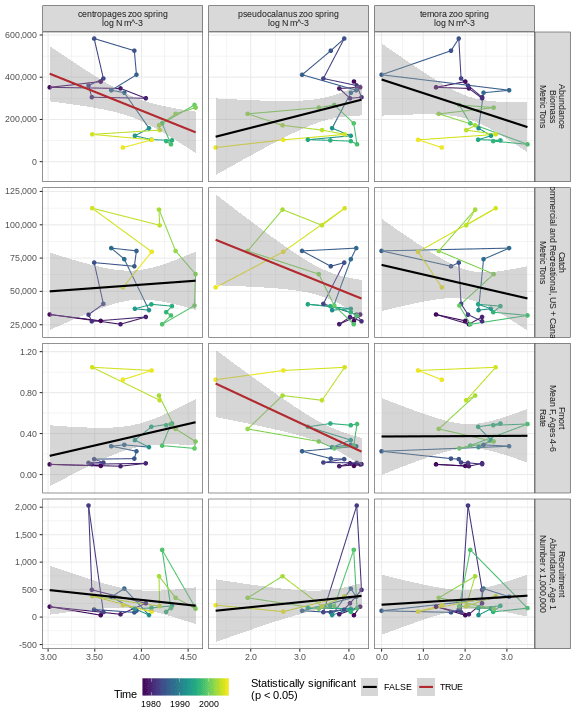 centropages zoo spring
log N m^-3
pseudocalanus zoo spring
log N m^-3
temora zoo spring
log N m^-3
600,000
400,000
200,000
0
Abundance
Biomass
Metric Tons
125,000
100,000
75,000
50,000
25,000
Catch
ommercial and Recreational, US + Cana
Metric Tons
1.20
0.80
0.40
0.00
Fmort
Mean F, Ages 4-6
Rate
2,000
1,500
1,000
500
0
-500
Recruitment
Abundance, Age 1
Number x 1,000,000
3.00
3.50
4.00
4.50
2.0
3.0
4.0
0.0
1.0
2.0
3.0
Time
1980
1990
2000
Statistically significant
(p < 0.05)
FALSE
TRUE